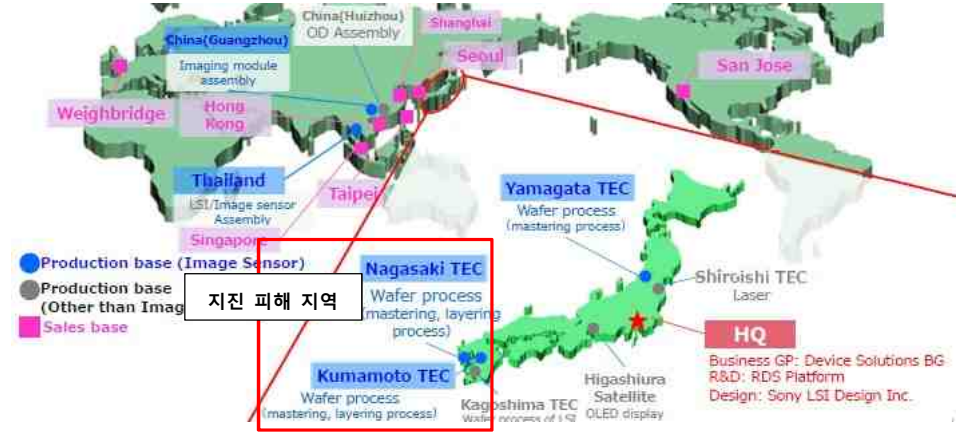 China(Huizhou)
OD Assembly
Shanghai
China(Guangzhou)
Imaging module
assembly
Seoul
San Jose
Weighbridge
Hong
Kong
Thailand
LSI/Image sensor
Assembly
Taipei
Singapore
Yamagata TEC
Wafer process
(mastering process)
Production base (Image Sensor)
Production base
(Other than Imag
Sales base
지진 피해 지역
Nagasaki TEC
Wafer process
(mastering, layering
process)
Shiroishi TEC
Laser
HQ
Business GP: Device Solutions BG
R&D: RDS Platform
Design: Sony LSI Design Inc.
Kumamoto TEC
Wafer process
(mastering, layering process)
Kagoshima TEC
Wafer process of LSI
Higashiura
Satellite
OLED display